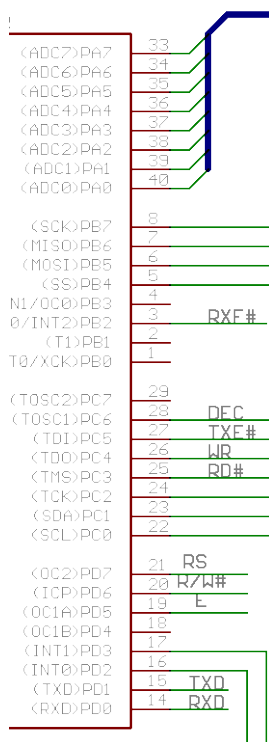 (ADC7)PA7 33
(ADC6)PA6 34
(ADC5)PA5 35
(ADC4)PA4 36
(ADC3)PA3 37
(ADC2)PA2 38
(ADC1)PA1 39
(ADC0)PA0 40
(SCK)PB7 8
(MISO)PB6 7
(MOSI)PB5 6
(SS)PB4 5
N1/OC0)PB3 4
0/INT2)PB2 3 RXF#
(T1)PB1 2
T0/XCK)PB0 1
(TOSC2)PC7 29
(TOSC1)PC6 28 DEC
(TDI)PC5 27 TXE#
(TDO)PC4 26 WR
(TMS)PC3 25 RD#
(TCK)PC2 24
(SDA)PC1 23
(SCL)PC0 22
(OC2)PD7 21 RS
(ICP)PD6 20 R/W#
(OC1A)PD5 19 E
(OC1B)PD4 18
(INT1)PD3 17
(INT0)PD2 16
(TXD)PD1 15 TXD
(RXD)PD0 14 RXD